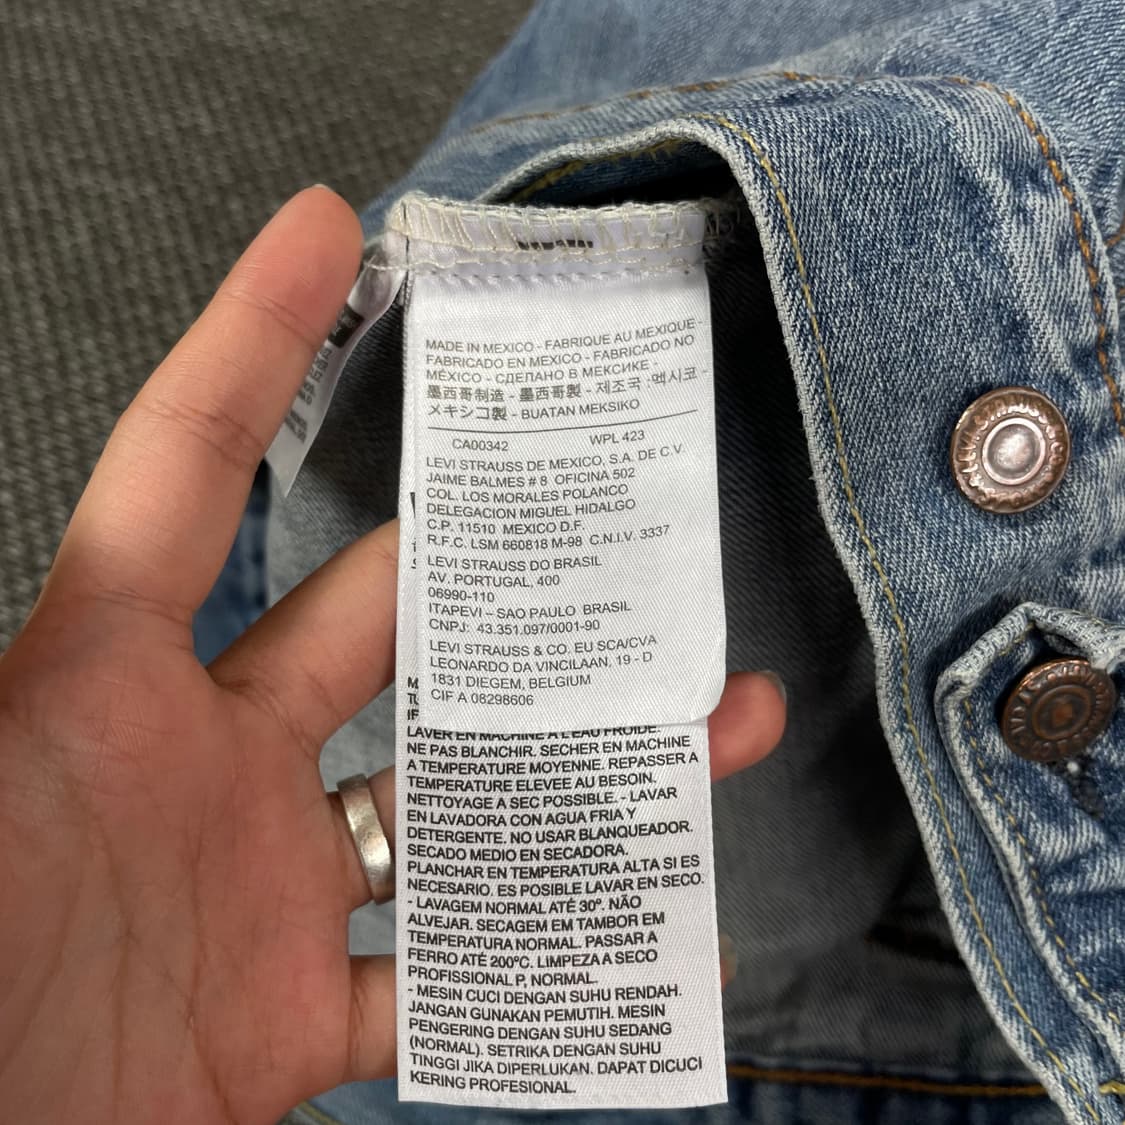 MADE IN MEXICO - FABRIQUE AU MEXIQUE -
FABRICADO EN MEXICO - FABRICADO NO
MÉXICO - СДЕЛАНО В МЕКСИКЕ -
墨西哥制造 - 墨西哥製 - 제조국 -멕시코 -
メキシコ製 - BUATAN MEKSIKO
CA00342 WPL 423
LEVI STRAUSS DE MEXICO, S.A. DE C.V.
JAIME BALMES # 8 OFICINA 502
COL. LOS MORALES POLANCO
DELEGACION MIGUEL HIDALGO
C.P. 11510 MEXICO D.F.
R.F.C. LSM 660818 M-98 C.N.I.V. 3337
LEVI STRAUSS DO BRASIL
AV. PORTUGAL, 400
06990-110
ITAPEVI – SAO PAULO BRASIL
CNPJ: 43.351.097/0001-90
LEVI STRAUSS & CO. EU SCA/CVA
LEONARDO DA VINCILAAN, 19 - D
1831 DIEGEM, BELGIUM
CIF A 08298606
LAVER EN MACHINE A L'EAU FROIDE.
NE PAS BLANCHIR. SECHER EN MACHINE
A TEMPERATURE MOYENNE. REPASSER A
TEMPERATURE ELEVEE AU BESOIN.
NETTOYAGE A SEC POSSIBLE. - LAVAR
EN LAVADORA CON AGUA FRIA Y
DETERGENTE. NO USAR BLANQUEADOR.
SECADO MEDIO EN SECADORA.
PLANCHAR EN TEMPERATURA ALTA SI ES
NECESARIO. ES POSIBLE LAVAR EN SECO.
- LAVAGEM NORMAL ATÉ 30º. NÃO
ALVEJAR. SECAGEM EM TAMBOR EM
TEMPERATURA NORMAL. PASSAR A
FERRO ATÉ 200ºC. LIMPEZA A SECO
PROFISSIONAL P, NORMAL.
- MESIN CUCI DENGAN SUHU RENDAH.
JANGAN GUNAKAN PEMUTIH. MESIN
PENGERING DENGAN SUHU SEDANG
(NORMAL). SETRIKA DENGAN SUHU
TINGGI JIKA DIPERLUKAN. DAPAT DICUCI
KERING PROFESIONAL.
LEVI STRAUSS & CO